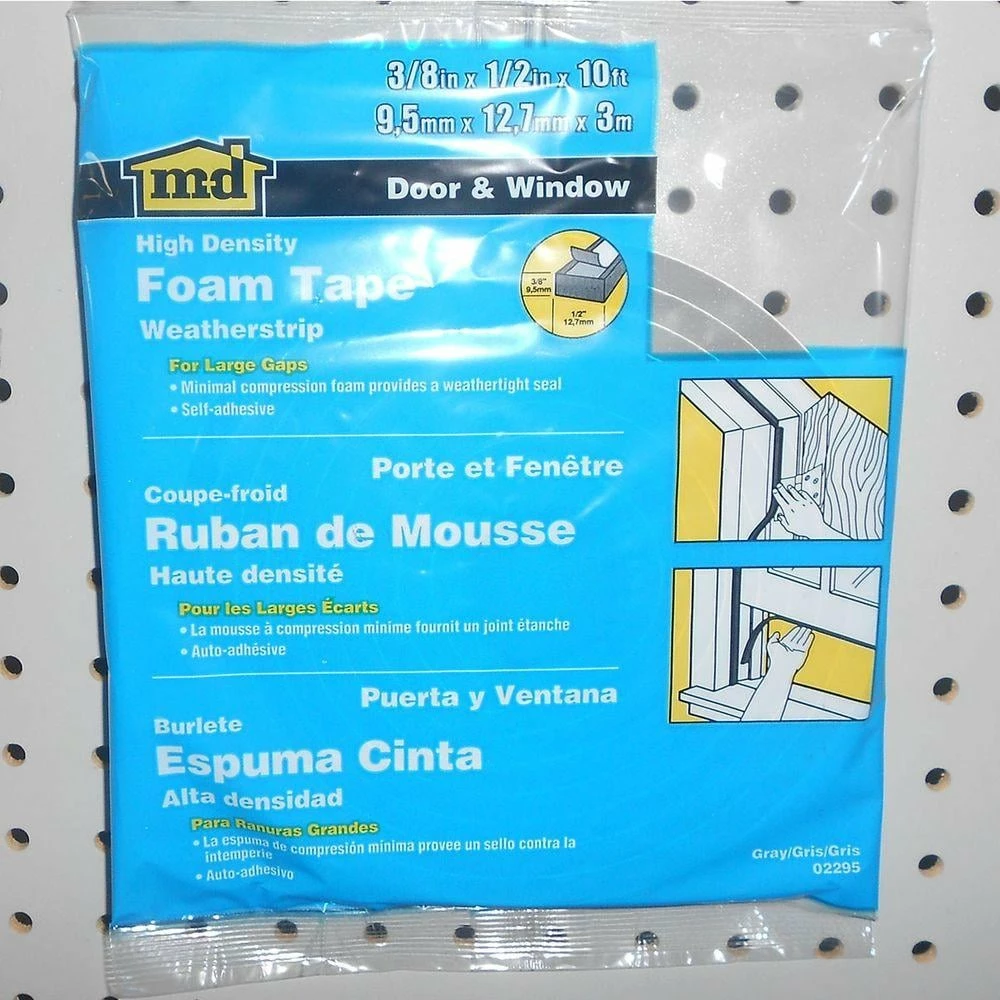 3/8in x 1/2in x 10ft
9,5mm x 12,7mm x 3m
m-d
Door & Window
High Density
Foam Tape
Weatherstrip
3/8"
9,5mm
1/2"
12,7mm
For Large Gaps
• Minimal compression foam provides a weathertight seal
• Self-adhesive
Porte et Fenêtre
Coupe-froid
Ruban de Mousse
Haute densité
Pour les Larges Écarts
• La mousse à compression minime fournit un joint étanche
• Auto-adhésive
Puerta y Ventana
Burlete
Espuma Cinta
Alta densidad
Para Ranuras Grandes
• La espuma de compresión mínima provee un sello contra la
intemperie
• Auto-adhesivo
Gray/Gris/Gris
02295